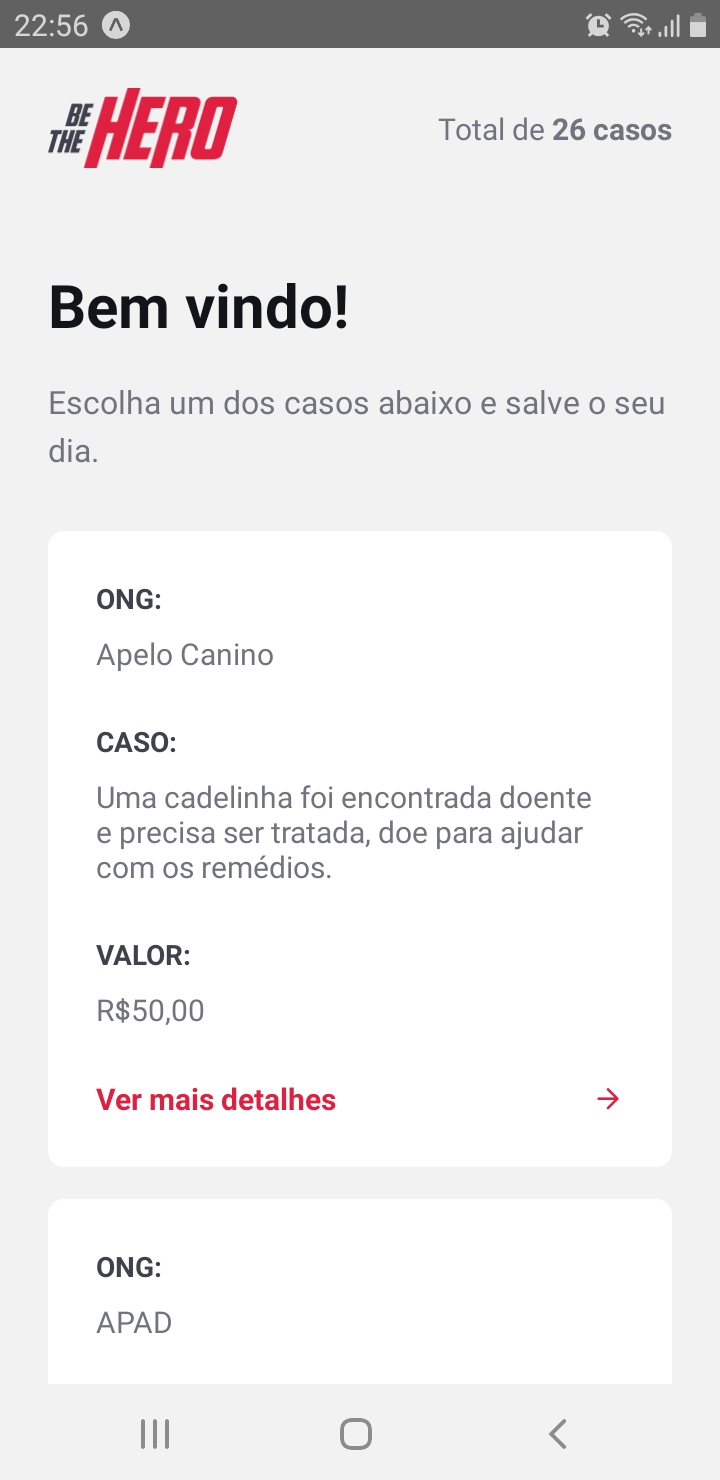 22:56
BE THE HERO
Total de 26 casos
Bem vindo!
Escolha um dos casos abaixo e salve o seu
dia.
ONG:
Apelo Canino
CASO:
Uma cadelinha foi encontrada doente
e precisa ser tratada, doe para ajudar
com os remédios.
VALOR:
R$50,00
Ver mais detalhes
ONG:
APAD